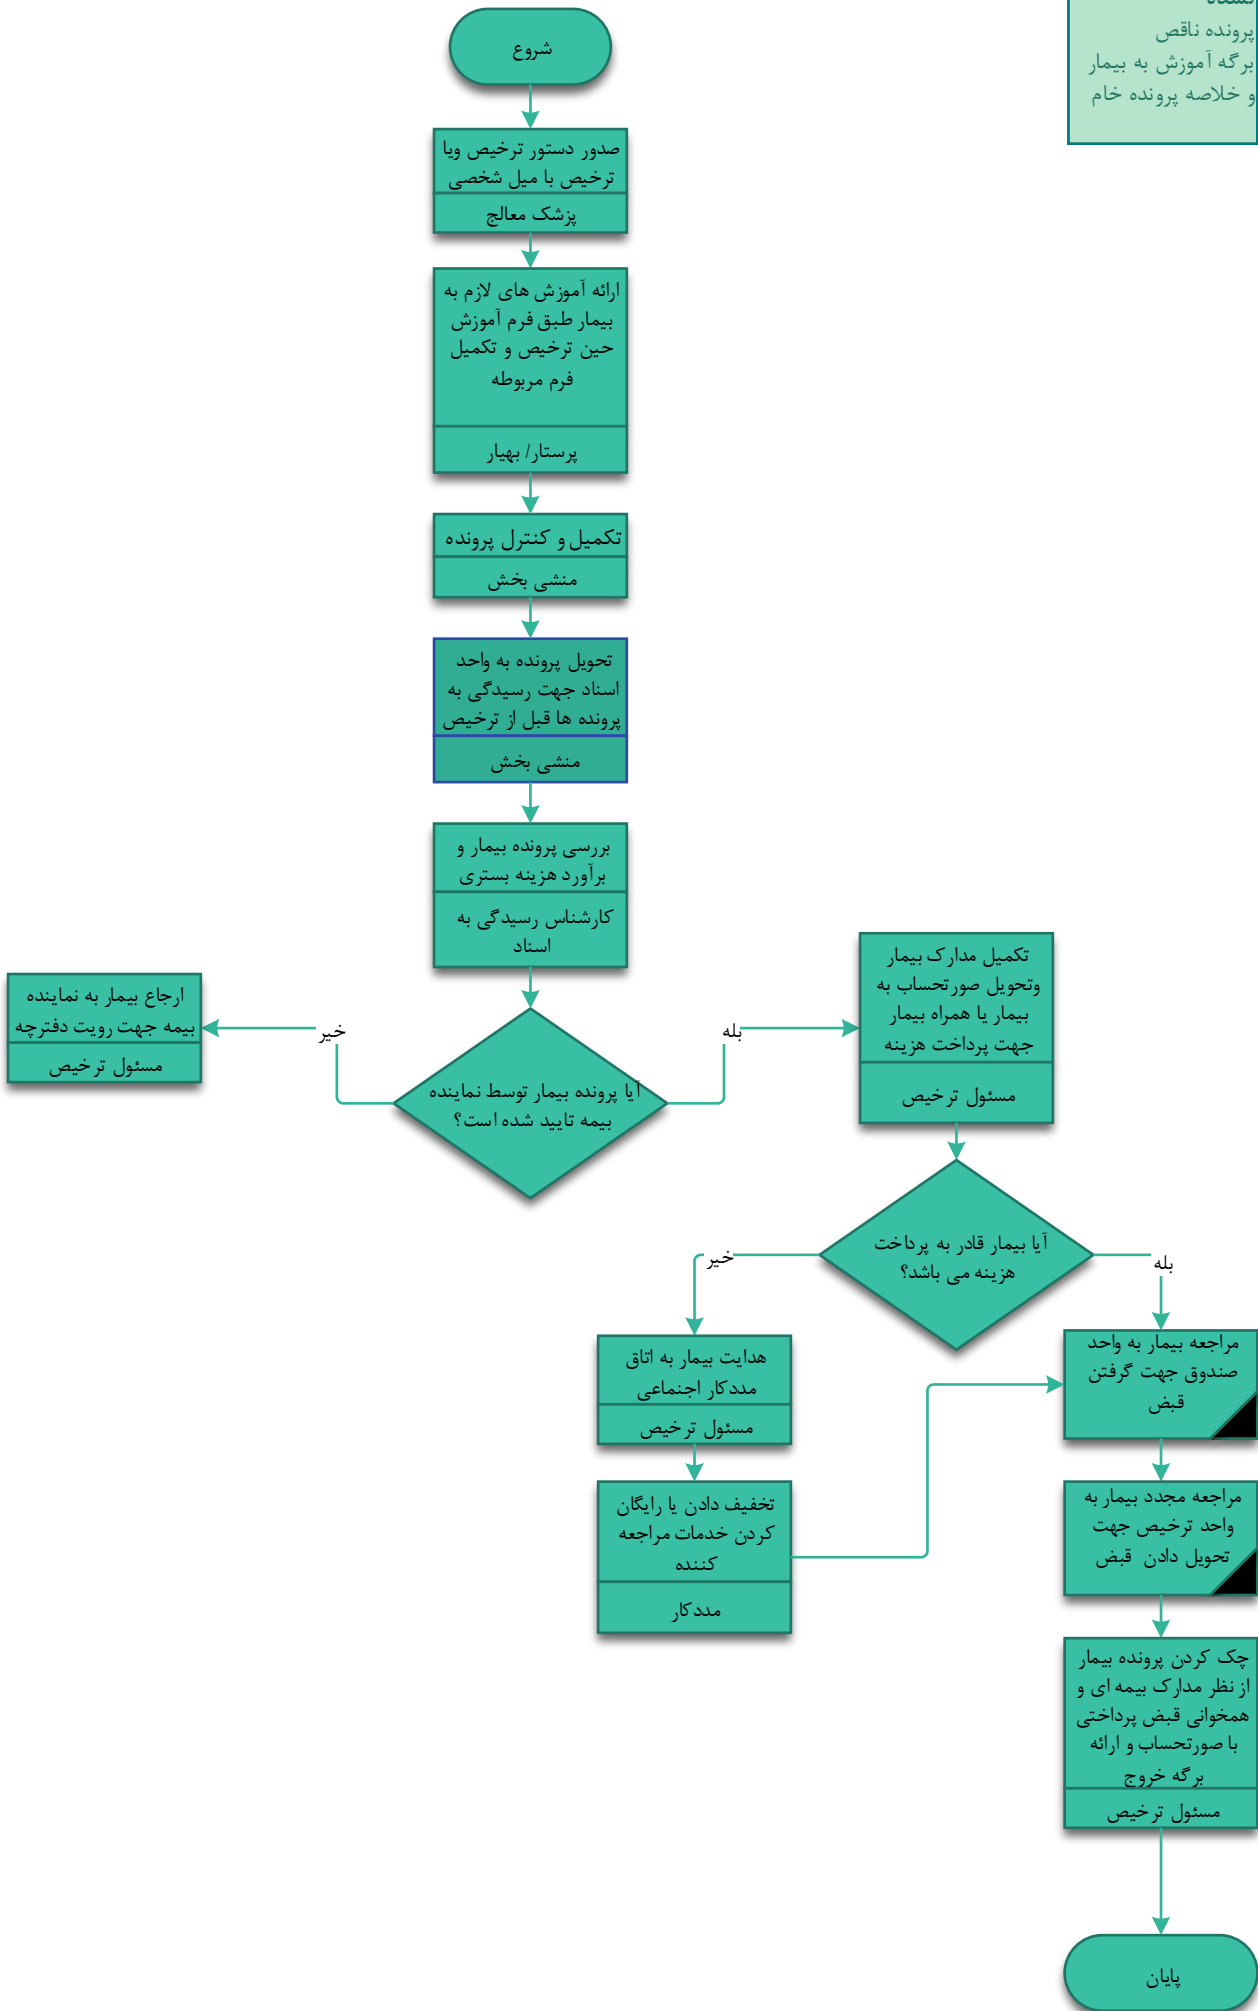 پرونده ناقص
برگه آموزش به بیمار
و خلاصه پرونده خام
شروع
صدور دستور ترخیص ویا
ترخیص با میل شخصی
پزشک معالج
ارائه آموزش های لازم به
بیمار طبق فرم آموزش
حین ترخیص و تکمیل
فرم مربوطه
پرستار/ بهیار
تکمیل و کنترل پرونده
منشی بخش
تحویل پرونده به واحد
اسناد جهت رسیدگی به
پرونده ها قبل از ترخیص
منشی بخش
بررسی پرونده بیمار و
برآورد هزینه بستری
کارشناس رسیدگی به
اسناد
آیا پرونده بیمار توسط نماینده
بیمه تایید شده است؟
خیر
ارجاع بیمار به نماینده
بیمه جهت رویت دفترچه
مسئول ترخیص
بله
تکمیل مدارک بیمار
وتحویل صورتحساب به
بیمار یا همراه بیمار
جهت پرداخت هزینه
مسئول ترخیص
آیا بیمار قادر به پرداخت
هزینه می باشد؟
خیر
هدایت بیمار به اتاق
مددکار اجتماعی
مسئول ترخیص
تخفیف دادن یا رایگان
کردن خدمات مراجعه
کننده
مددکار
بله
مراجعه بیمار به واحد
صندوق جهت گرفتن
قبض
مراجعه مجدد بیمار به
واحد ترخیص جهت
تحویل دادن قبض
چک کردن پرونده بیمار
از نظر مدارک بیمه ای و
همخوانی قبض پرداختی
با صورتحساب و ارائه
برگه خروج
مسئول ترخیص
پایان